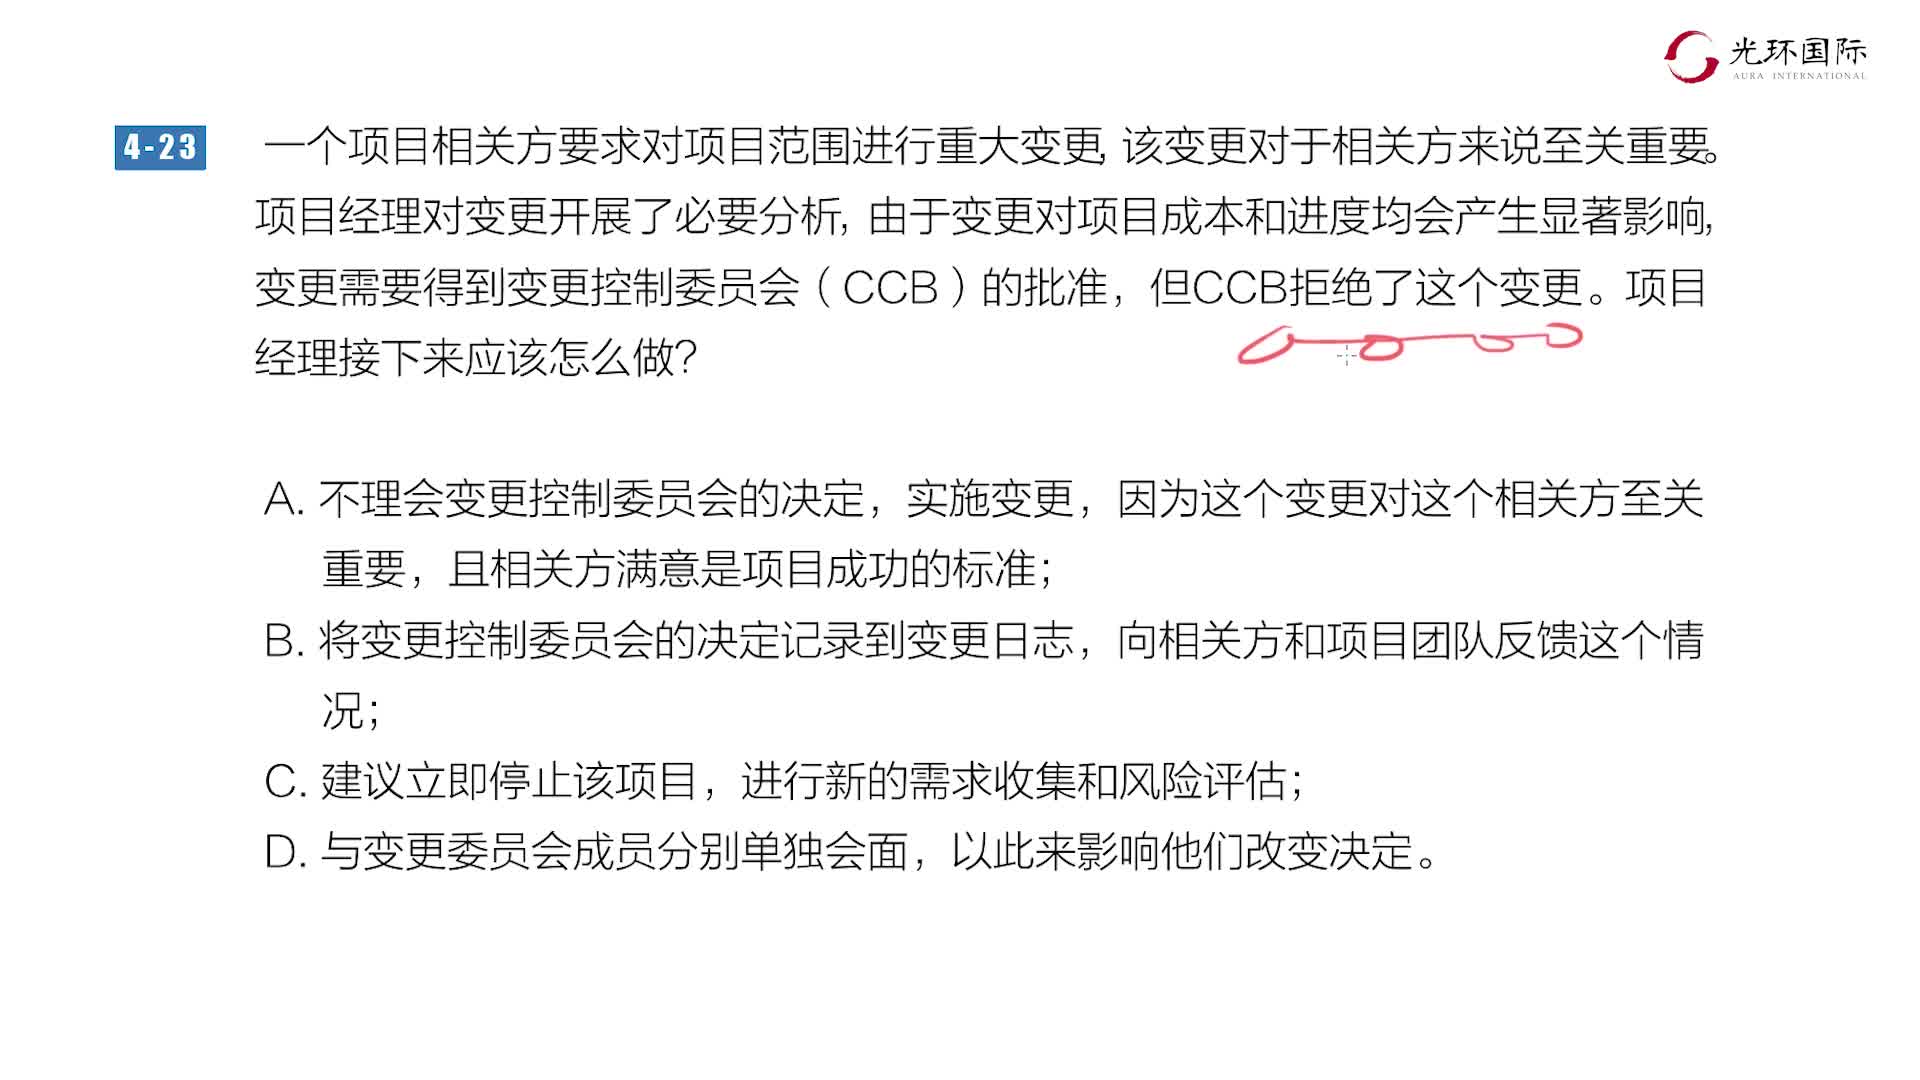 光环国际
AURA INTERNATIONAL
4-23 一个项目相关方要求对项目范围进行重大变更, 该变更对于相关方来说至关重要。
项目经理对变更开展了必要分析, 由于变更对项目成本和进度均会产生显著影响,
变更需要得到变更控制委员会（CCB）的批准，但CCB拒绝了这个变更。项目
经理接下来应该怎么做？
A. 不理会变更控制委员会的决定，实施变更，因为这个变更对这个相关方至关
重要，且相关方满意是项目成功的标准；
B. 将变更控制委员会的决定记录到变更日志，向相关方和项目团队反馈这个情
况；
C. 建议立即停止该项目，进行新的需求收集和风险评估；
D. 与变更委员会成员分别单独会面，以此来影响他们改变决定。